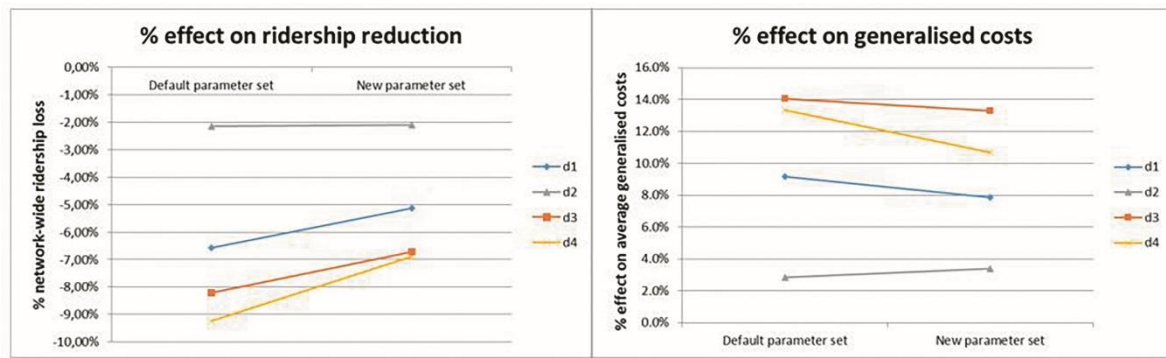 % effect on ridership reduction
0,00%
-1,00%
-2,00%
-3,00%
-4,00%
-5,00%
-6,00%
-7,00%
-8,00%
-9,00%
-10,00%
% network-wide ridership loss
Default parameter set
New parameter set
d1
d2
d3
d4
% effect on generalised costs
16.0%
14.0%
12.0%
10.0%
8.0%
6.0%
4.0%
2.0%
0.0%
% effect on average generalised costs
Default parameter set
New parameter set
d1
d2
d3
d4